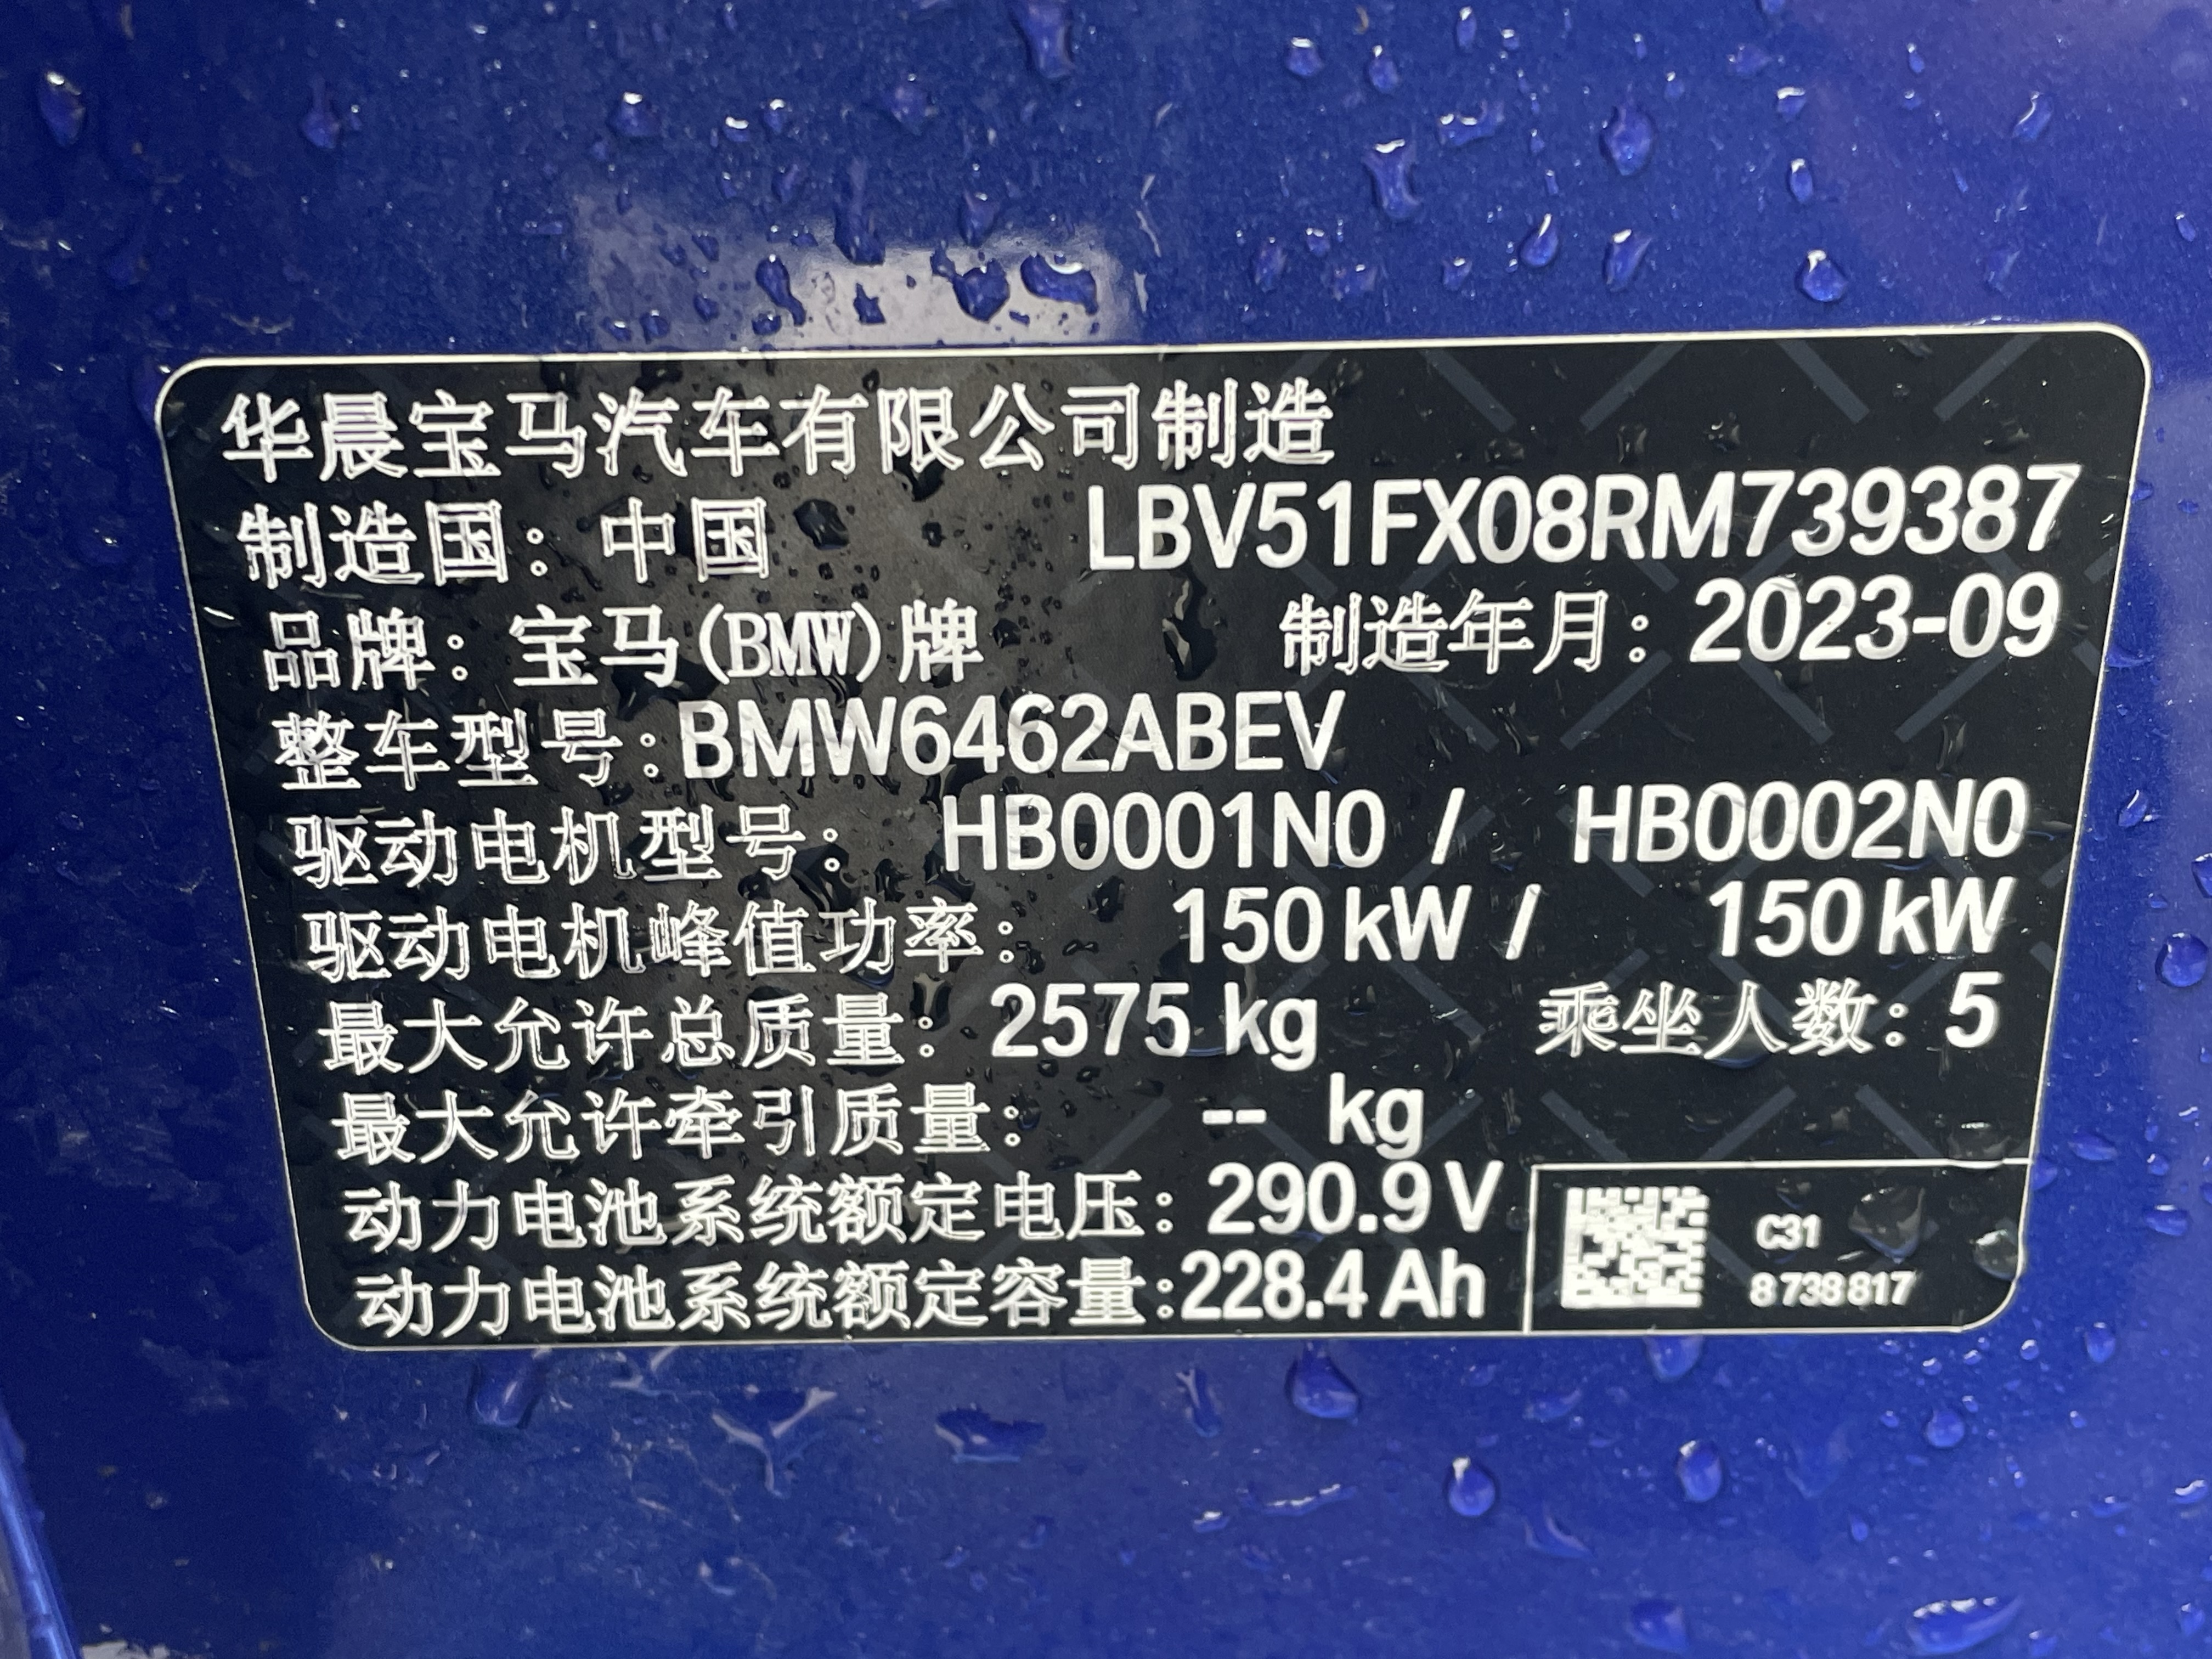 华晨宝马汽车有限公司制造
制造国：中国 LBV51FX08RM739387
品牌：宝马(BMW)牌 制造年月：2023-09
整车型号：BMW6462ABEV
驱动电机型号： HB0001N0 / HB0002N0
驱动电机峰值功率： 150 kW / 150 kW
最大允许总质量：2575 kg 乘坐人数：5
最大允许牵引质量： -- kg
动力电池系统额定电压：290.9 V
动力电池系统额定容量:228.4 Ah
C31
8738817